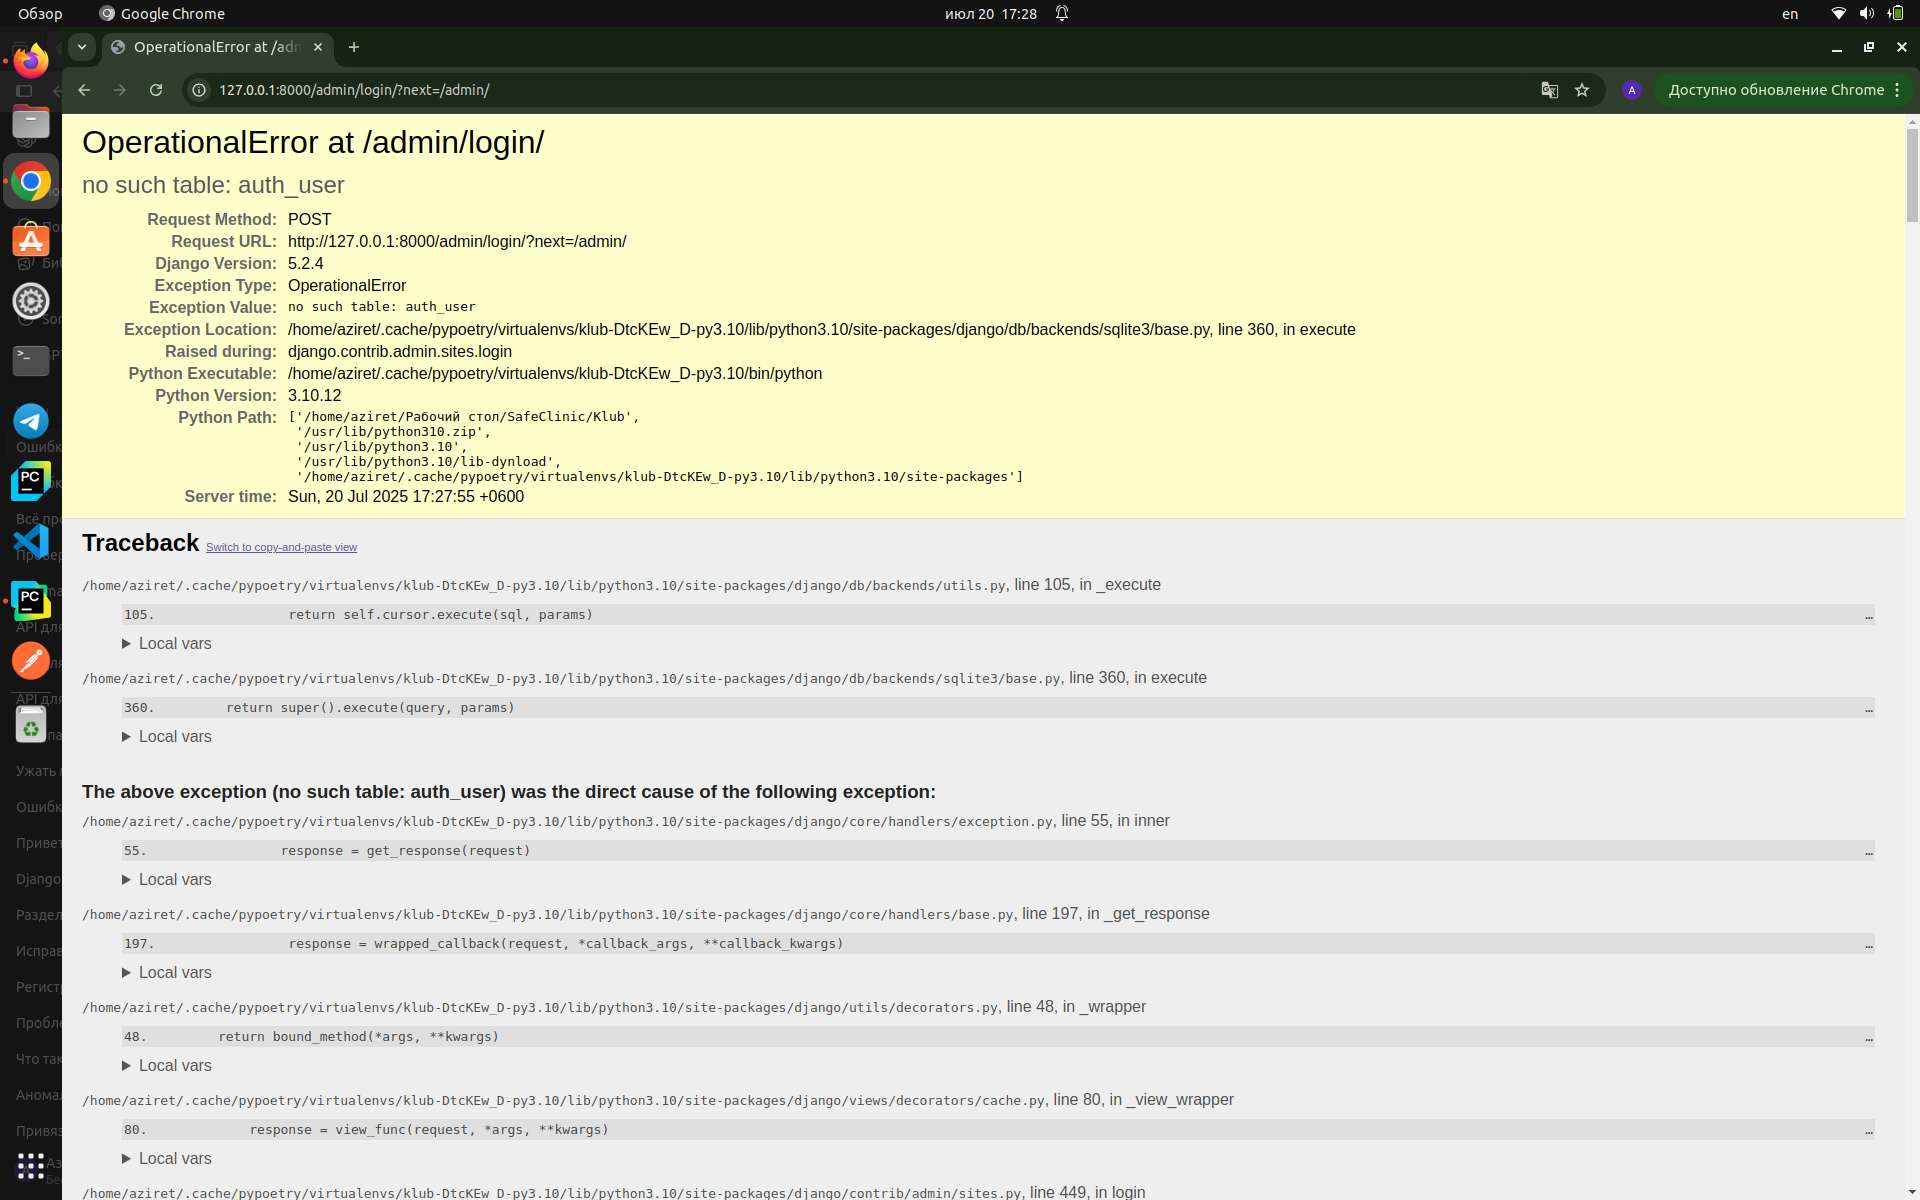 Обзор
Google Chrome
июл 20 17:28
en
OperationalError at /adn
127.0.0.1:8000/admin/login/?next=/admin/
A
Доступно обновление Chrome
OperationalError at /admin/login/
no such table: auth_user
Request Method: POST
Request URL: http://127.0.0.1:8000/admin/login/?next=/admin/
Django Version: 5.2.4
Exception Type: OperationalError
Exception Value: no such table: auth_user
Exception Location: /home/aziret/.cache/pypoetry/virtualenvs/klub-DtcKEw_D-py3.10/lib/python3.10/site-packages/django/db/backends/sqlite3/base.py, line 360, in execute
Raised during: django.contrib.admin.sites.login
Python Executable: /home/aziret/.cache/pypoetry/virtualenvs/klub-DtcKEw_D-py3.10/bin/python
Python Version: 3.10.12
Python Path: ['/home/aziret/Рабочий стол/SafeClinic/Klub',
'/usr/lib/python310.zip',
'/usr/lib/python3.10',
'/usr/lib/python3.10/lib-dynload',
'/home/aziret/.cache/pypoetry/virtualenvs/klub-DtcKEw_D-py3.10/lib/python3.10/site-packages']
Server time: Sun, 20 Jul 2025 17:27:55 +0600
Traceback Switch to copy-and-paste view
/home/aziret/.cache/pypoetry/virtualenvs/klub-DtcKEw_D-py3.10/lib/python3.10/site-packages/django/db/backends/utils.py, line 105, in _execute
105. return self.cursor.execute(sql, params) …
Local vars
/home/aziret/.cache/pypoetry/virtualenvs/klub-DtcKEw_D-py3.10/lib/python3.10/site-packages/django/db/backends/sqlite3/base.py, line 360, in execute
360. return super().execute(query, params) …
Local vars
The above exception (no such table: auth_user) was the direct cause of the following exception:
/home/aziret/.cache/pypoetry/virtualenvs/klub-DtcKEw_D-py3.10/lib/python3.10/site-packages/django/core/handlers/exception.py, line 55, in inner
55. response = get_response(request) …
Local vars
/home/aziret/.cache/pypoetry/virtualenvs/klub-DtcKEw_D-py3.10/lib/python3.10/site-packages/django/core/handlers/base.py, line 197, in _get_response
197. response = wrapped_callback(request, *callback_args, **callback_kwargs) …
Local vars
/home/aziret/.cache/pypoetry/virtualenvs/klub-DtcKEw_D-py3.10/lib/python3.10/site-packages/django/utils/decorators.py, line 48, in _wrapper
48. return bound_method(*args, **kwargs) …
Local vars
/home/aziret/.cache/pypoetry/virtualenvs/klub-DtcKEw_D-py3.10/lib/python3.10/site-packages/django/views/decorators/cache.py, line 80, in _view_wrapper
80. response = view_func(request, *args, **kwargs) …
Local vars
/home/aziret/.cache/pypoetry/virtualenvs/klub-DtcKEw_D-py3.10/lib/python3.10/site-packages/django/contrib/admin/sites.py, line 449, in login